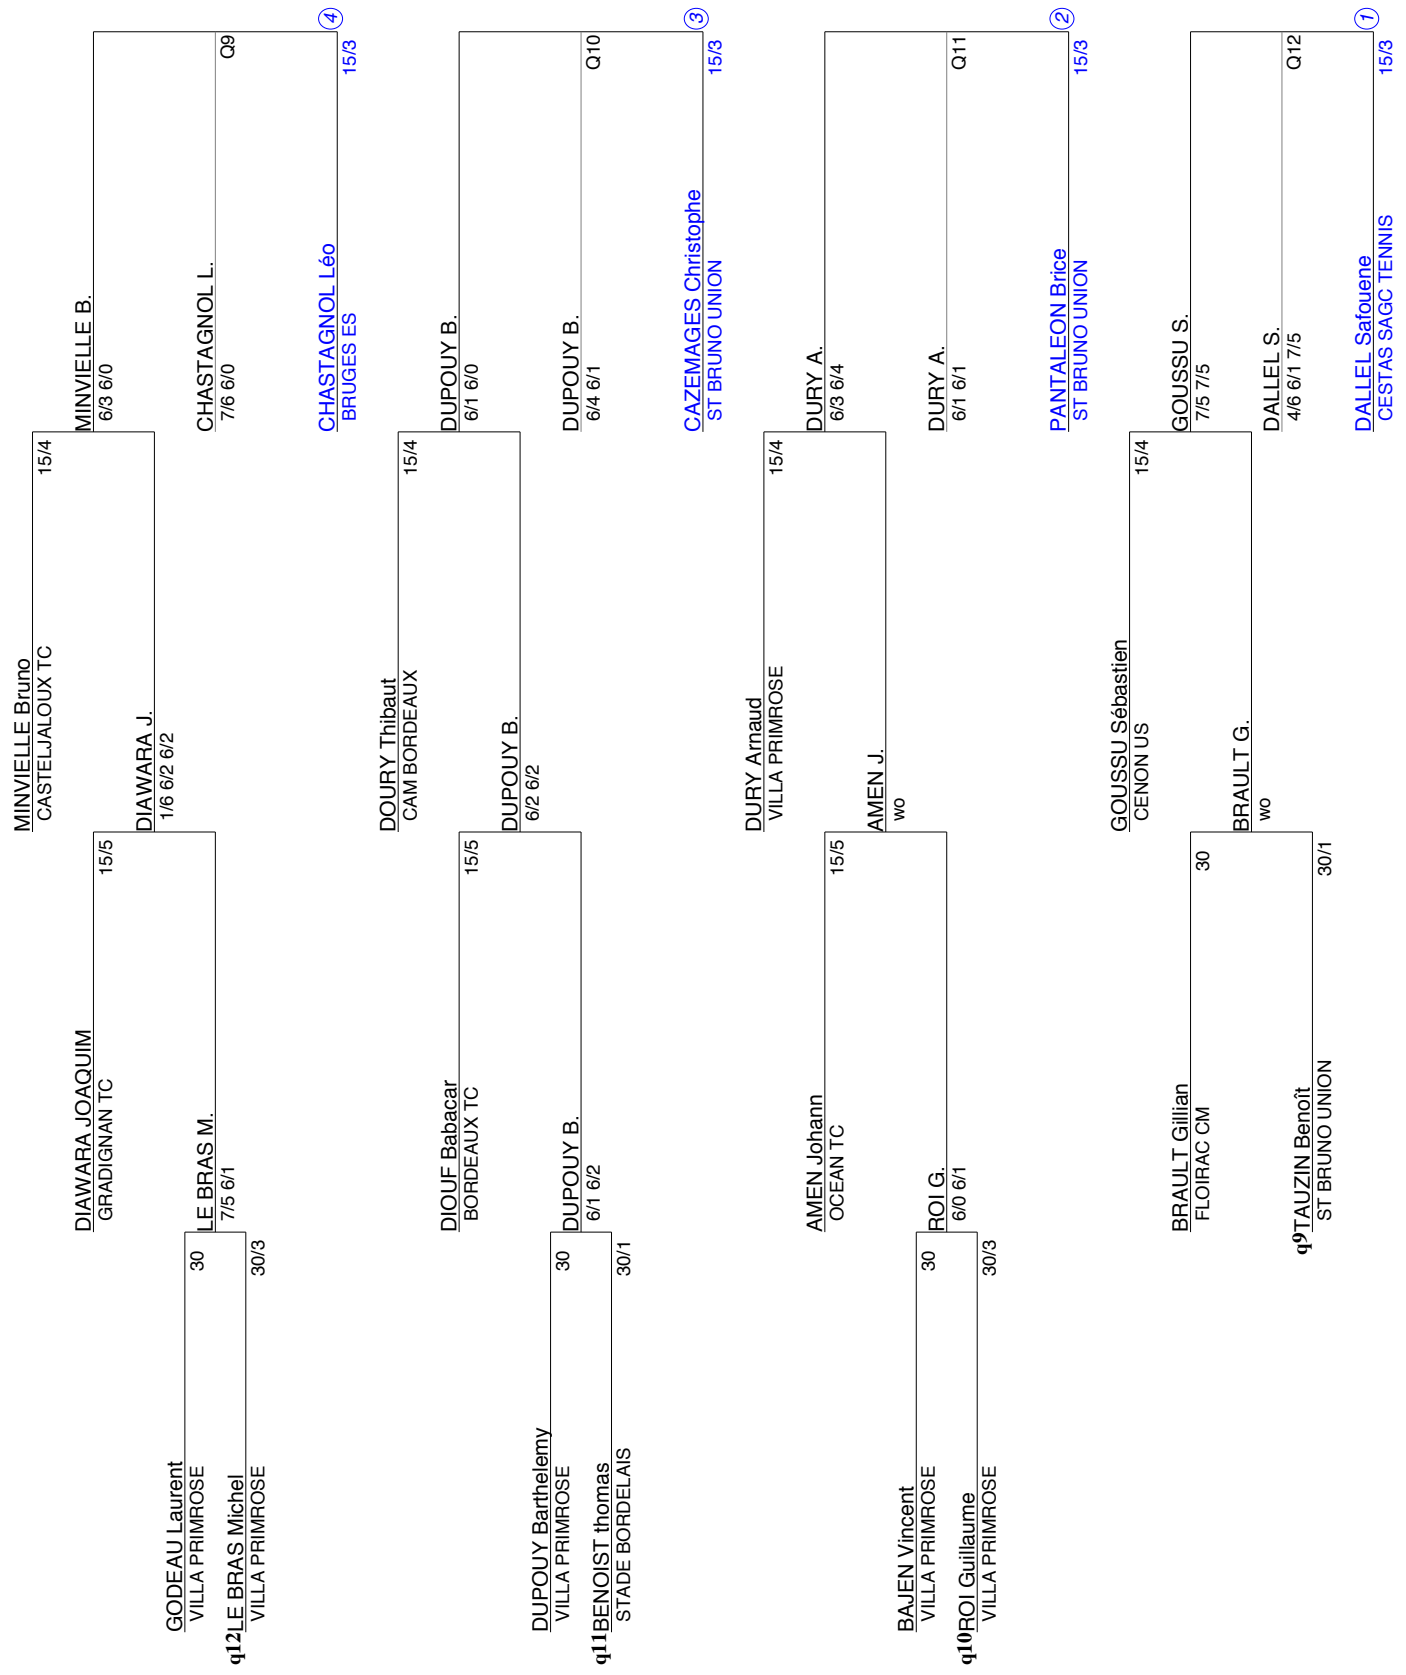 MINVIELLE Bruno
CASTELJALOUX TC
15/4
MINVIELLE B.
6/3 6/0
DIAWARA JOAQUIM
GRADIGNAN TC
15/5
DIAWARA J.
1/6 6/2 6/2
GODEAU Laurent
VILLA PRIMROSE
30
LE BRAS M.
7/5 6/1
q12LE BRAS Michel
VILLA PRIMROSE
30/3
CHASTAGNOL L.
7/6 6/0
Q9
CHASTAGNOL Léo
BRUGES ES
15/3
4
DOURY Thibaut
CAM BORDEAUX
15/4
DUPOUY B.
6/1 6/0
DIOUF Babacar
BORDEAUX TC
15/5
DUPOUY B.
6/2 6/2
DUPOUY Barthelemy
VILLA PRIMROSE
30
DUPOUY B.
6/1 6/2
q11BENOIST thomas
STADE BORDELAIS
30/1
DUPOUY B.
6/4 6/1
Q10
CAZEMAGES Christophe
ST BRUNO UNION
15/3
3
DURY Arnaud
VILLA PRIMROSE
15/4
DURY A.
6/3 6/4
AMEN Johann
OCEAN TC
15/5
AMEN J.
wo
BAJEN Vincent
VILLA PRIMROSE
30
ROI G.
6/0 6/1
q10ROI Guillaume
VILLA PRIMROSE
30/3
DURY A.
6/1 6/1
Q11
PANTALEON Brice
ST BRUNO UNION
15/3
2
GOUSSU Sébastien
CENON US
15/4
GOUSSU S.
7/5 7/5
BRAULT Gillian
FLOIRAC CM
30
BRAULT G.
wo
q9TAUZIN Benoît
ST BRUNO UNION
30/1
DALLEL S.
4/6 6/1 7/5
Q12
DALLEL Safouene
CESTAS SAGC TENNIS
15/3
1